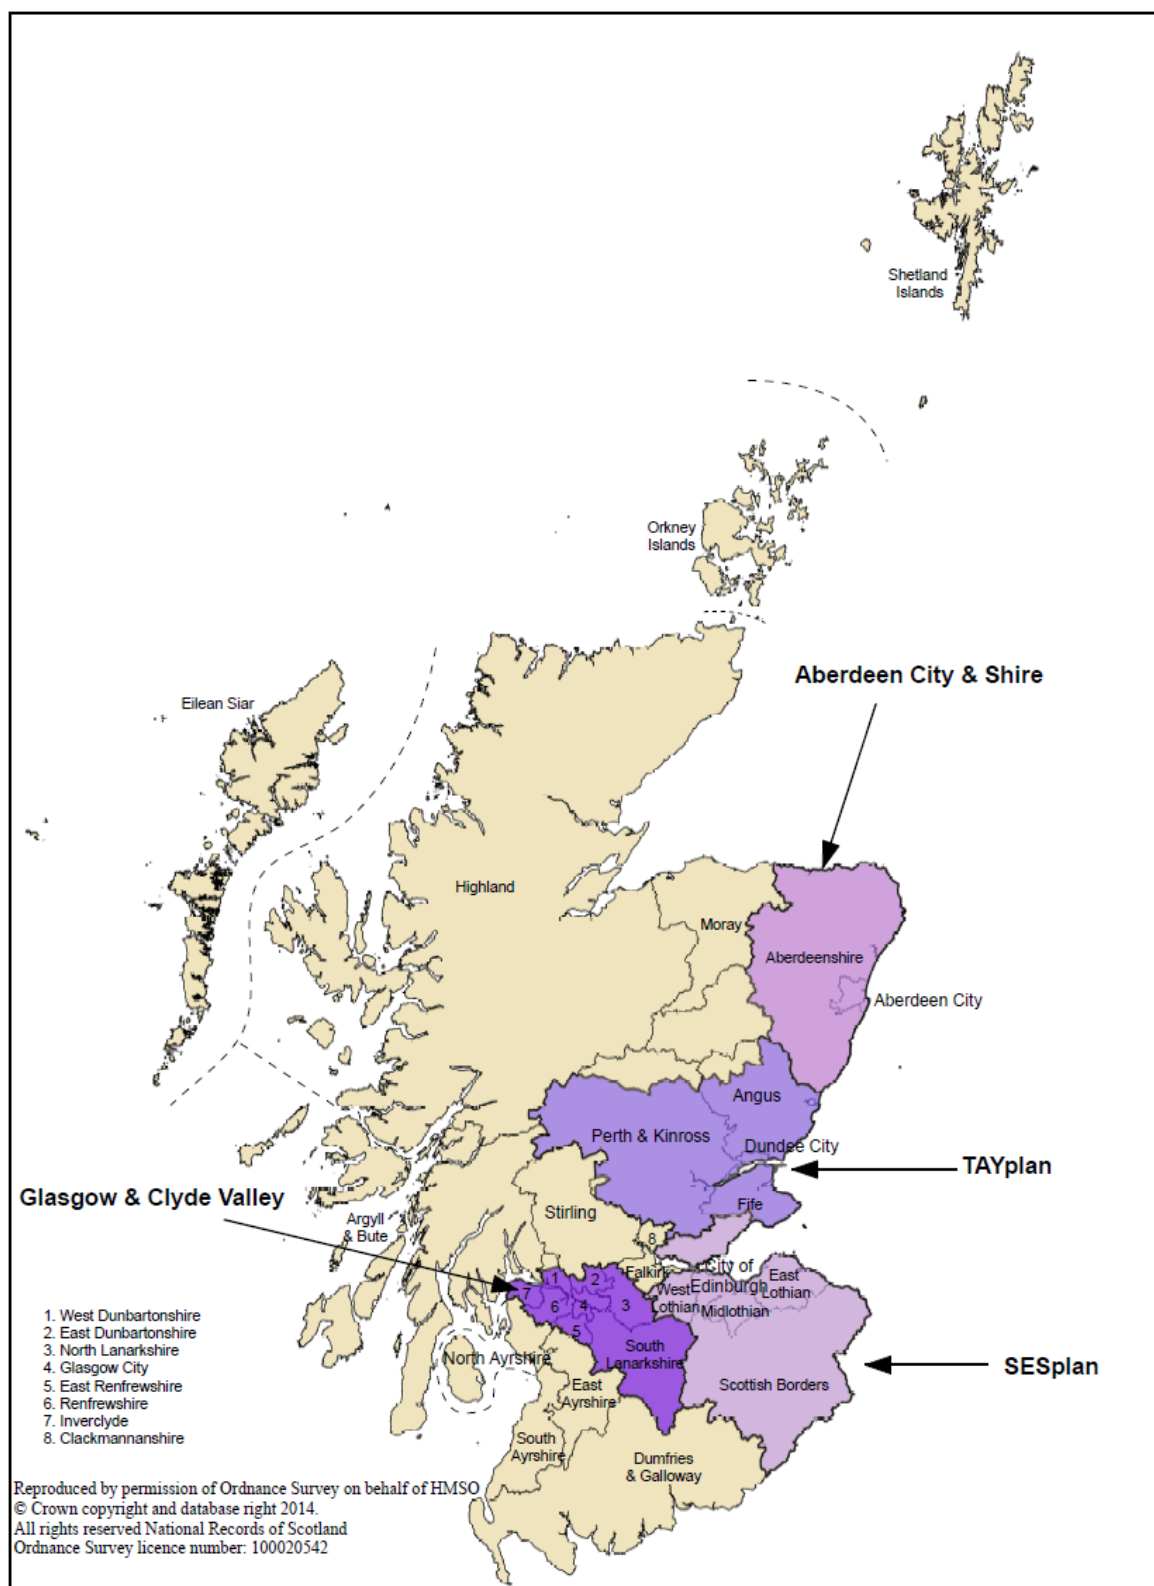 Shetland
Islands
Orkney
Islands
Aberdeen City & Shire
Eilean Siar
Highland
Moray
Aberdeenshire
Aberdeen City
Angus
Perth & Kinross
Dundee City
TAYplan
Glasgow & Clyde Valley
Fife
Stirling
Argyll
& Bute
8
Falkirk
City of
Edinburgh
East
Lothian
West
Lothian
Midlothian
1
2
7
6
4
3
5
South
Lanarkshire
North Ayrshire
SESplan
Scottish Borders
East
Ayrshire
South
Ayrshire
Dumfries
& Galloway
1. West Dunbartonshire
2. East Dunbartonshire
3. North Lanarkshire
4. Glasgow City
5. East Renfrewshire
6. Renfrewshire
7. Inverclyde
8. Clackmannanshire
Reproduced by permission of Ordnance Survey on behalf of HMSO
© Crown copyright and database right 2014.
All rights reserved National Records of Scotland
Ordnance Survey licence number: 100020542